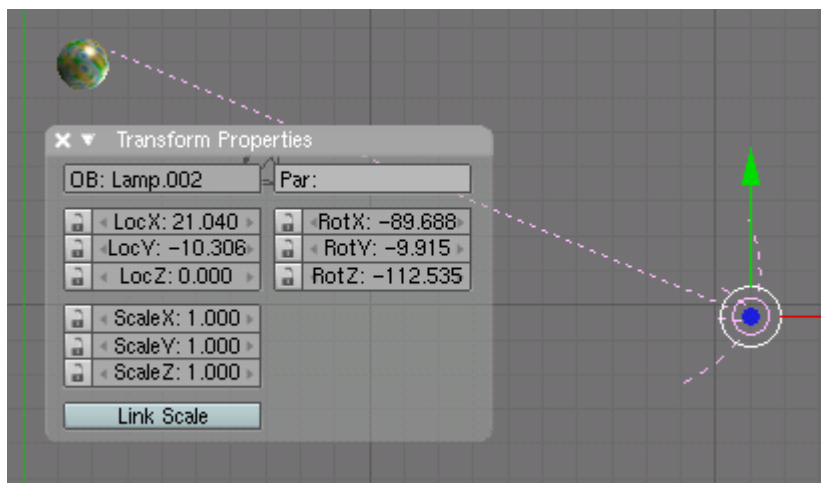 Transform Properties
OB: Lamp.002 Par:
LocX: 21.040 RotX: -89.688
LocY: -10.306 RotY: -9.915
LocZ: 0.000 RotZ: -112.535
ScaleX: 1.000
ScaleY: 1.000
ScaleZ: 1.000
Link Scale